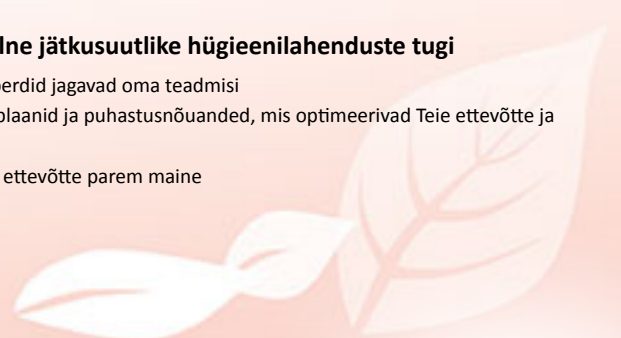 lne jätkusuutlike hügieenilahenduste tugi
erdid jagavad oma teadmisi
plaanid ja puhastusnõuanded, mis optimeerivad Teie ettevõtte ja
ettevõtte parem maine